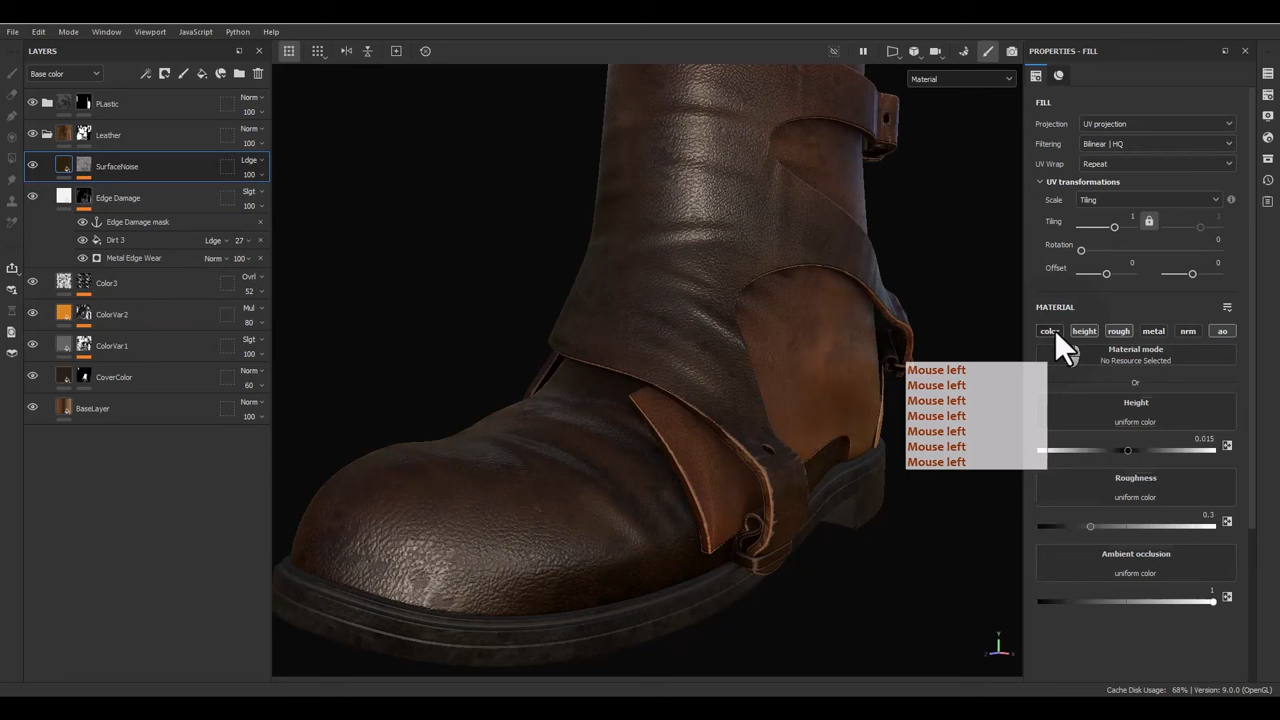 File Edit Mode Window Viewport JavaScript Python Help
LAYERS
Base color
PLastic Norm 100
Leather Norm 100
SurfaceNoise Ldge 100
Edge Damage Slgt 100
Edge Damage mask
Dirt 3 Ldge 27
Metal Edge Wear Norm 100
Color3 Ovrl 52
ColorVar2 Mul 80
ColorVar1 Slgt 100
CoverColor Norm 60
BaseLayer Norm 100
Material
Mouse left
Mouse left
Mouse left
Mouse left
Mouse left
Mouse left
Mouse left
Y
Z X
PROPERTIES - FILL
FILL
Projection UV projection
Filtering Bilinear | HQ
UV Wrap Repeat
UV transformations
Scale Tiling
Tiling 1 1
Rotation 0
Offset 0 0
MATERIAL
color height rough metal nrm ao
Material mode
No Resource Selected
Or
Height
uniform color
0.015
Roughness
uniform color
0.3
Ambient occlusion
uniform color
1
Cache Disk Usage: 68% | Version: 9.0.0 (OpenGL)